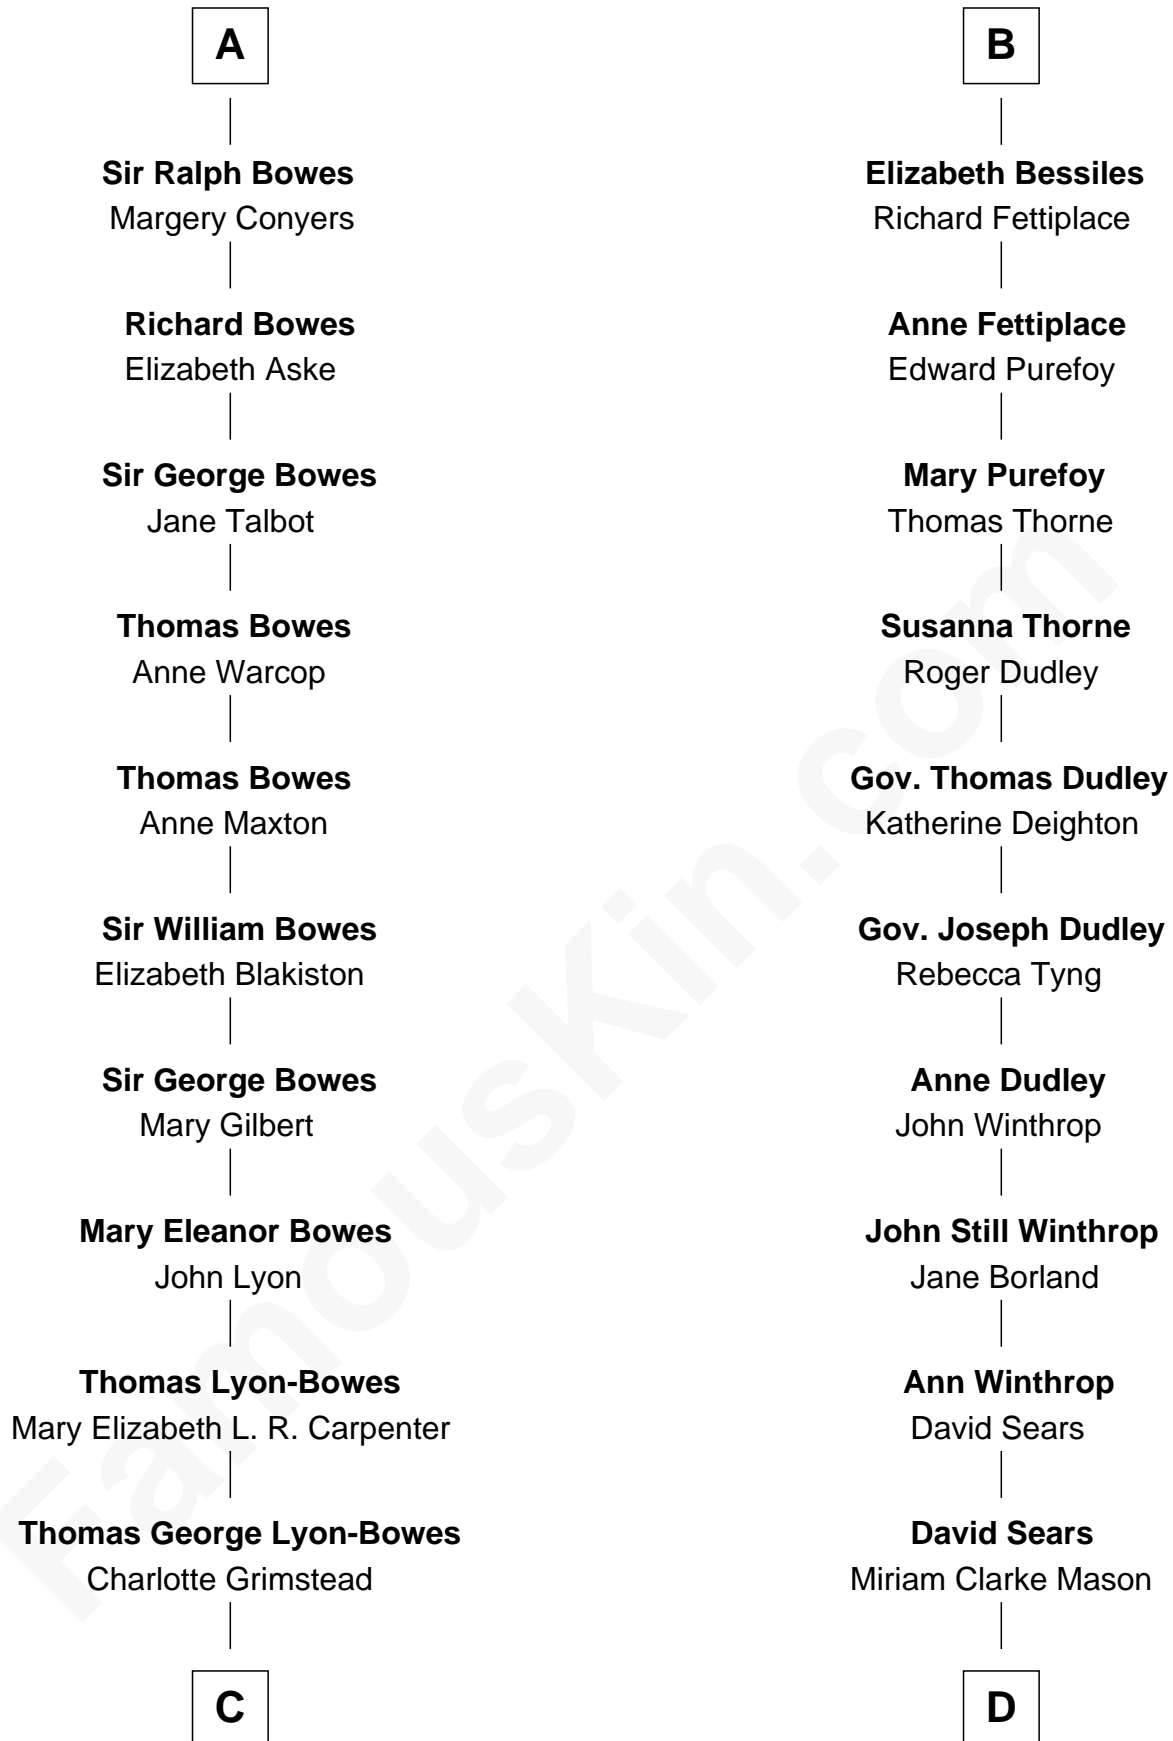 A
Sir Ralph Bowes
Margery Conyers
Richard Bowes
Elizabeth Aske
Sir George Bowes
Jane Talbot
Thomas Bowes
Anne Warcop
Thomas Bowes
Anne Maxton
Sir William Bowes
Elizabeth Blakiston
Sir George Bowes
Mary Gilbert
Mary Eleanor Bowes
John Lyon
Thomas Lyon-Bowes
Mary Elizabeth L. R. Carpenter
Thomas George Lyon-Bowes
Charlotte Grimstead
C
B
Elizabeth Bessiles
Richard Fettiplace
Anne Fettiplace
Edward Purefoy
Mary Purefoy
Thomas Thorne
Susanna Thorne
Roger Dudley
Gov. Thomas Dudley
Katherine Deighton
Gov. Joseph Dudley
Rebecca Tyng
Anne Dudley
John Winthrop
John Still Winthrop
Jane Borland
Ann Winthrop
David Sears
David Sears
Miriam Clarke Mason
D
FamousKin.com